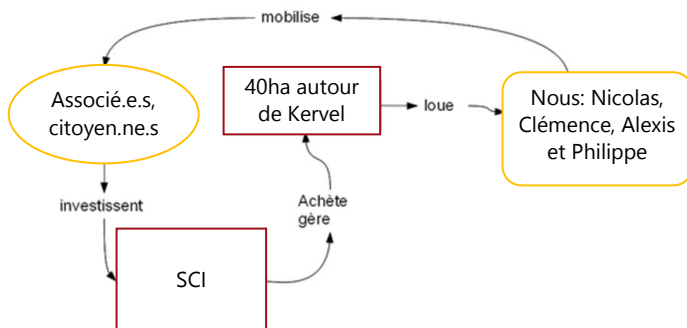 mobilise
Associé.e.s,
citoyen.ne.s
40ha autour
de Kervel
loue
Nous: Nicolas,
Clémence, Alexis
et Philippe
investissent
Achète
gère
SCI